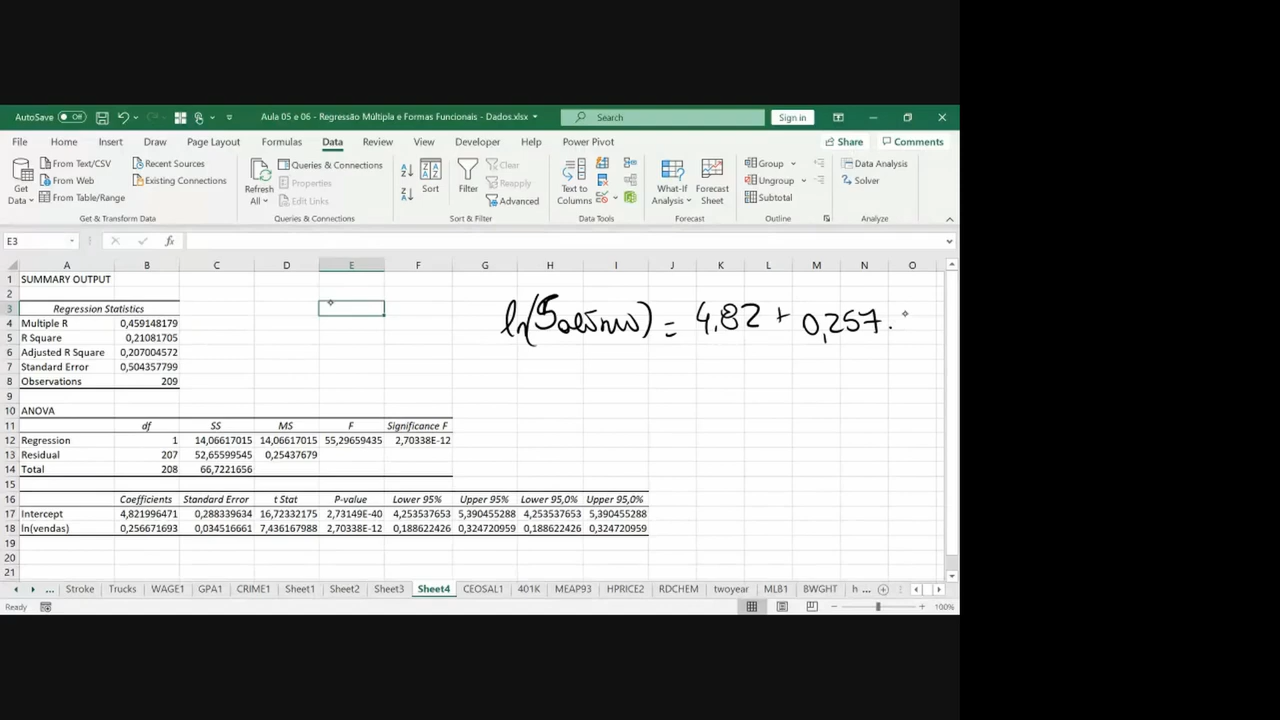 AutoSave Off Aula 05 e 06 - Regressão Múltipla e Formas Funcionais - Dados.xlsx Search Sign in
File Home Insert Draw Page Layout Formulas Data Review View Developer Help Power Pivot Share Comments
Get Data From Text/CSV From Web From Table/Range Recent Sources Existing Connections
Get & Transform Data
Refresh All Queries & Connections Properties Edit Links
Queries & Connections
Sort Filter Clear Reapply Advanced
Sort & Filter
Text to Columns
Data Tools
What-If Analysis Forecast Sheet
Forecast
Group Ungroup Subtotal
Outline
Data Analysis Solver
Analyze
E3 fx
A B C D E F G H I J K L M N O
1 SUMMARY OUTPUT
2
3 Regression Statistics
4 Multiple R 0,459148179
5 R Square 0,21081705
6 Adjusted R Square 0,207004572
7 Standard Error 0,504357799
8 Observations 209
ln( ) = 4,82 + 0,257.
9
10 ANOVA
11 df SS MS F Significance F
12 Regression 1 14,06617015 14,06617015 55,29659435 2,70338E-12
13 Residual 207 52,65599545 0,25437679
14 Total 208 66,7221656
15
16 Coefficients Standard Error t Stat P-value Lower 95% Upper 95% Lower 95,0% Upper 95,0%
17 Intercept 4,821996471 0,288339634 16,72332175 2,73149E-40 4,253537653 5,390455288 4,253537653 5,390455288
18 ln(vendas) 0,256671693 0,034516661 7,436167988 2,70338E-12 0,188622426 0,324720959 0,188622426 0,324720959
19
20
21
... Stroke Trucks WAGE1 GPA1 CRIME1 Sheet1 Sheet2 Sheet3 Sheet4 CEOSAL1 401K MEAP93 HPRICE2 RDCHEM twoyear MLB1 BWGHT h ...
Ready 100%